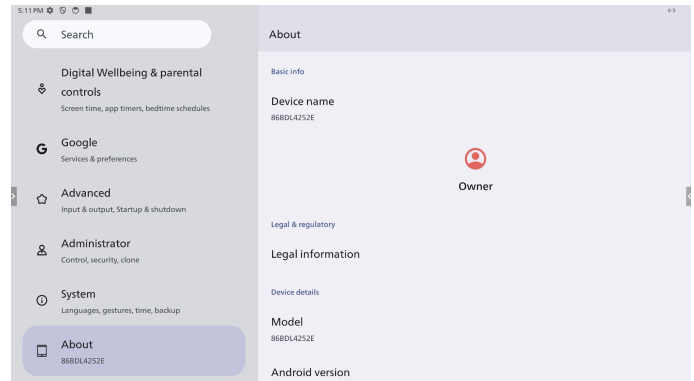 5:11 PM
Search
About
Digital Wellbeing & parental
controls
Screen time, app timers, bedtime schedules
Google
Services & preferences
Advanced
Input & output, Startup & shutdown
Administrator
Control, security, clone
System
Languages, gestures, time, backup
About
86BDL4252E
Basic info
Device name
86BDL4252E
Owner
Legal & regulatory
Legal information
Device details
Model
86BDL4252E
Android version